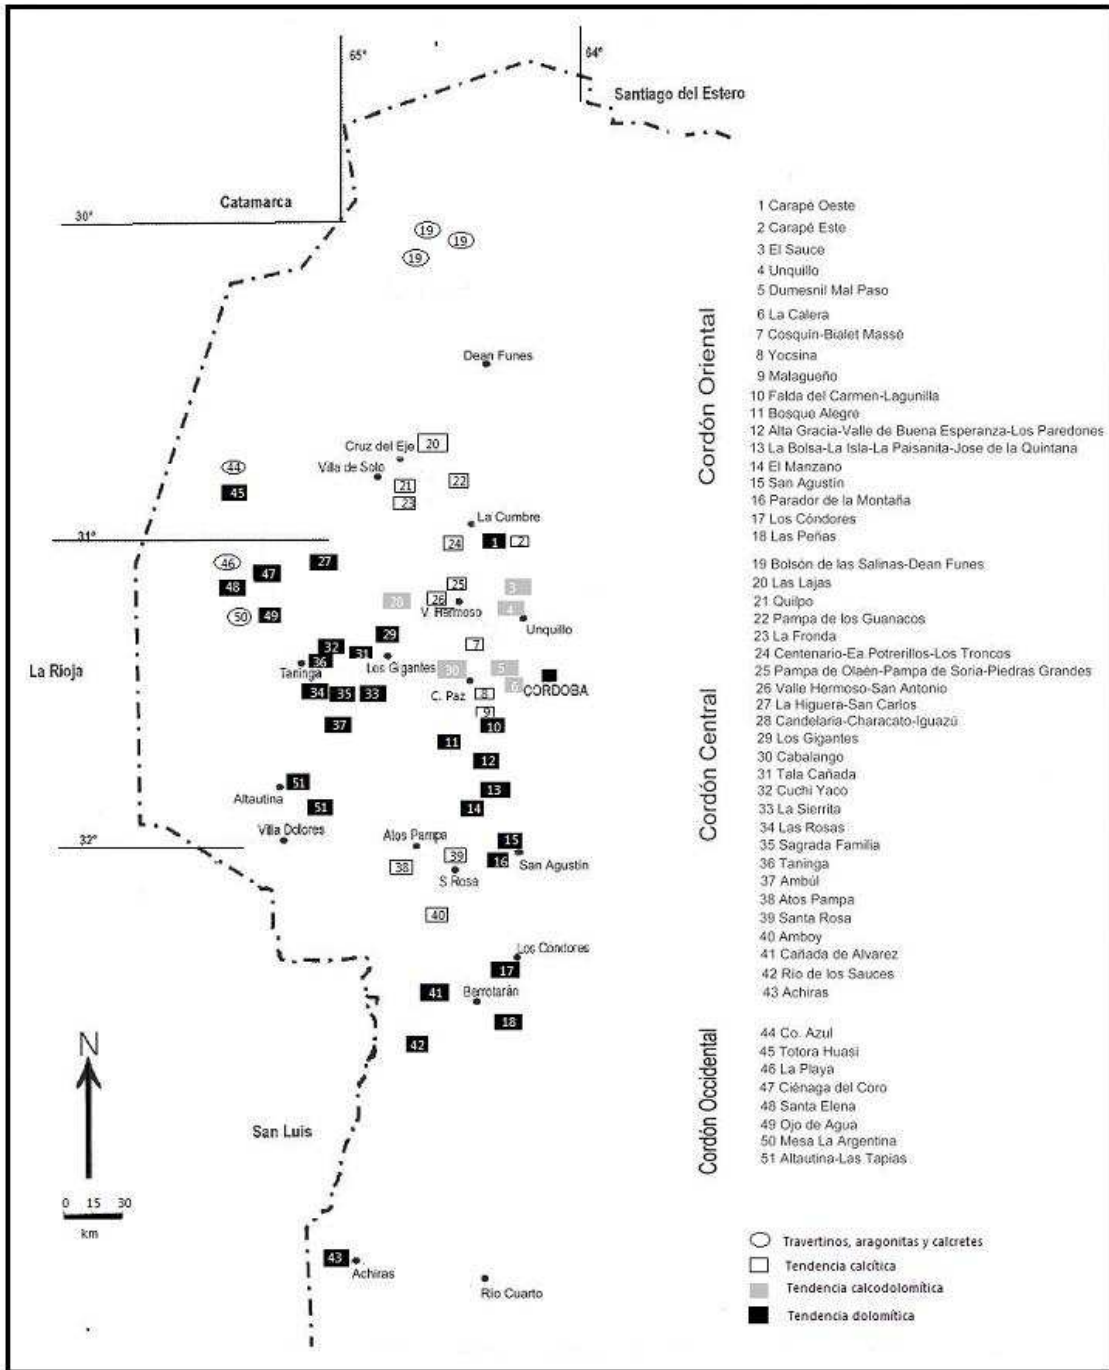 65°
64°
Santiago del Estero
Catamarca
30°
19
19
19
Dean Funes
Cruz del Eje
20
Villa de Soto
21
22
23
44
45
La Cumbre
31°
24
1
2
46
27
47
48
25
26
28
3
V. Hermoso
4
50
49
Unquillo
29
7
32
31
36
Taninga
Los Gigantes
30
5
6
CORDOBA
La Rioja
34
35
33
C. Paz
8
9
37
10
11
12
51
Altautina
13
51
14
Villa Dolores
Atos Pampa
15
32°
39
16
San Agustín
38
S Rosa
40
Los Condores
17
41
Berrotarán
18
42
N
San Luis
0 15 30
km
43
Achiras
Rio Cuarto
Cordón Oriental
1 Carapé Oeste
2 Carapé Este
3 El Sauce
4 Unquillo
5 Dumesnil Mal Paso
6 La Calera
7 Cosquín-Bialet Massé
8 Yocsina
9 Malagueño
10 Falda del Carmen-Lagunilla
11 Bosque Alegre
12 Alta Gracia-Valle de Buena Esperanza-Los Paredones
13 La Bolsa-La Isla-La Paisanita-Jose de la Quintana
14 El Manzano
15 San Agustín
16 Parador de la Montaña
17 Los Cóndores
18 Las Peñas
Cordón Central
19 Bolsón de las Salinas-Dean Funes
20 Las Lajas
21 Quilpo
22 Pampa de los Guanacos
23 La Fronda
24 Centenario-Ea.Potrerillos-Los Troncos
25 Pampa de Olaén-Pampa de Soria-Piedras Grandes
26 Valle Hermoso-San Antonio
27 La Higuera-San Carlos
28 Candelaria-Characato-Iguazú
29 Los Gigantes
30 Cabalango
31 Tala Cañada
32 Cuchi Yaco
33 La Sierrita
34 Las Rosas
35 Sagrada Familia
36 Taninga
37 Ambúl
38 Atos Pampa
39 Santa Rosa
40 Amboy
41 Cañada de Alvarez
42 Rio de los Sauces
43 Achiras
Cordón Occidental
44 Co. Azul
45 Totora Huasi
46 La Playa
47 Ciénaga del Coro
48 Santa Elena
49 Ojo de Agua
50 Mesa La Argentina
51 Altautina-Las Tapias
Travertinos, aragonitas y calcretes
Tendencia calcítica
Tendencia calcodolomítica
Tendencia dolomítica